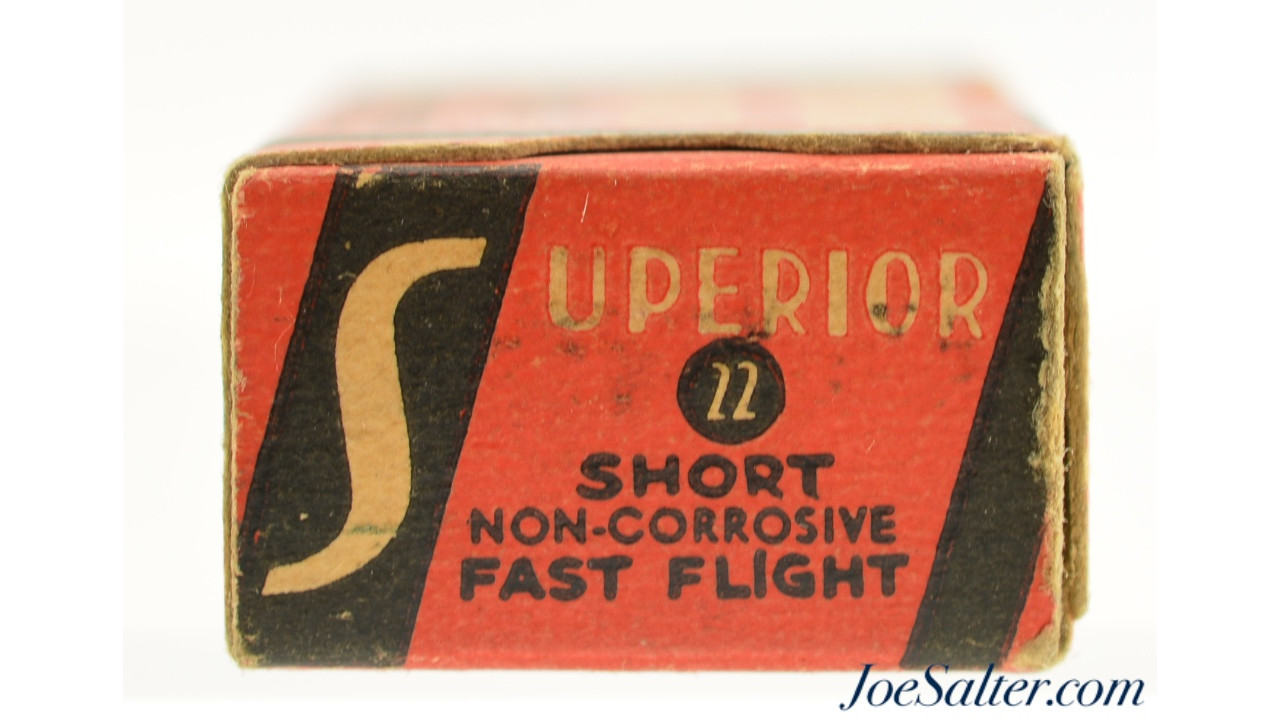 SUPERIOR
22
SHORT
NON-CORROSIVE
FAST FLIGHT
JoeSalter.com